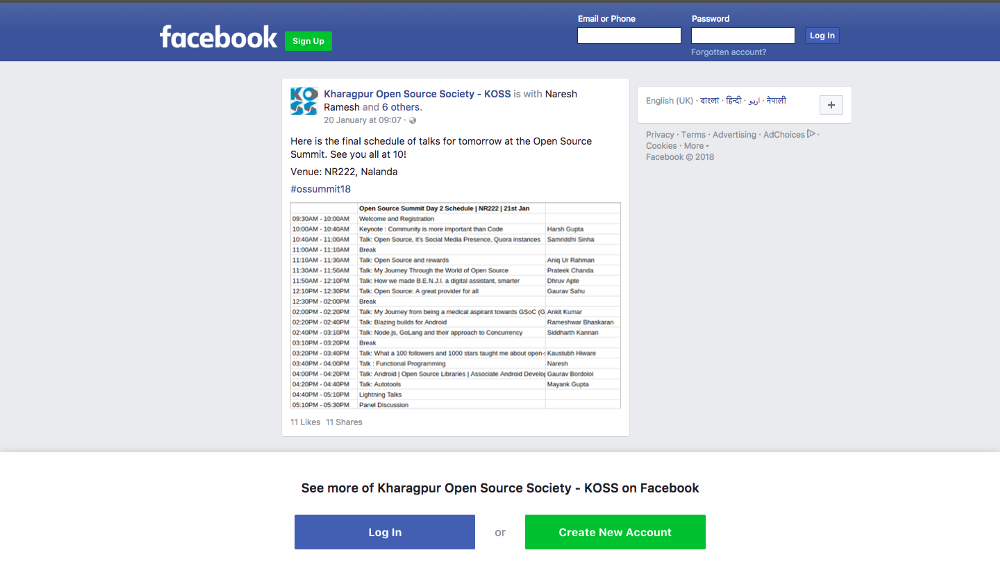 facebook
Sign Up
Email or Phone
Password
Log In
Forgotten account?
KOSS
Kharagpur Open Source Society - KOSS is with Naresh
Ramesh and 6 others.
20 January at 09:07 ·
Here is the final schedule of talks for tomorrow at the Open Source
Summit. See you all at 10!
Venue: NR222, Nalanda
#ossummit18
Open Source Summit Day 2 Schedule | NR222 | 21st Jan
09:30AM - 10:00AM Welcome and Registration
10:00AM - 10:40AM Keynote : Community is more important than Code Harsh Gupta
10:40AM - 11:00AM Talk: Open Source, it's Social Media Presence, Quora instances Samriddhi Sinha
11:00AM - 11:10AM Break
11:10AM - 11:30AM Talk: Open Source and rewards Aniq Ur Rahman
11:30AM - 11:50AM Talk: My Journey Through the World of Open Source Prateek Chanda
11:50AM - 12:10PM Talk: How we made B.E.N.J.I. a digital assistant, smarter Dhruv Apte
12:10PM - 12:30PM Talk: Open Source: A great provider for all Gaurav Sahu
12:30PM - 02:00PM Break
02:00PM - 02:20PM Talk: My Journey from being a medical aspirant towards GSoC (G Ankit Kumar
02:20PM - 02:40PM Talk: Blazing builds for Android Rameshwar Bhaskaran
02:40PM - 03:10PM Talk: Node.js, GoLang and their approach to Concurrency Siddharth Kannan
03:10PM - 03:20PM Break
03:20PM - 03:40PM Talk: What a 100 followers and 1000 stars taught me about open- Kaustubh Hiware
03:40PM - 04:00PM Talk : Functional Programming Naresh
04:00PM - 04:20PM Talk: Android | Open Source Libraries | Associate Android Develop Gaurav Bordoloi
04:20PM - 04:40PM Talk: Autotools Mayank Gupta
04:40PM - 05:10PM Lightning Talks
05:10PM - 05:30PM Panel Discussion
11 Likes 11 Shares
English (UK) · বাংলা · हिन्दी · اردو · नेपाली
+
Privacy · Terms · Advertising · AdChoices ·
Cookies · More
Facebook © 2018
See more of Kharagpur Open Source Society - KOSS on Facebook
Log In or Create New Account